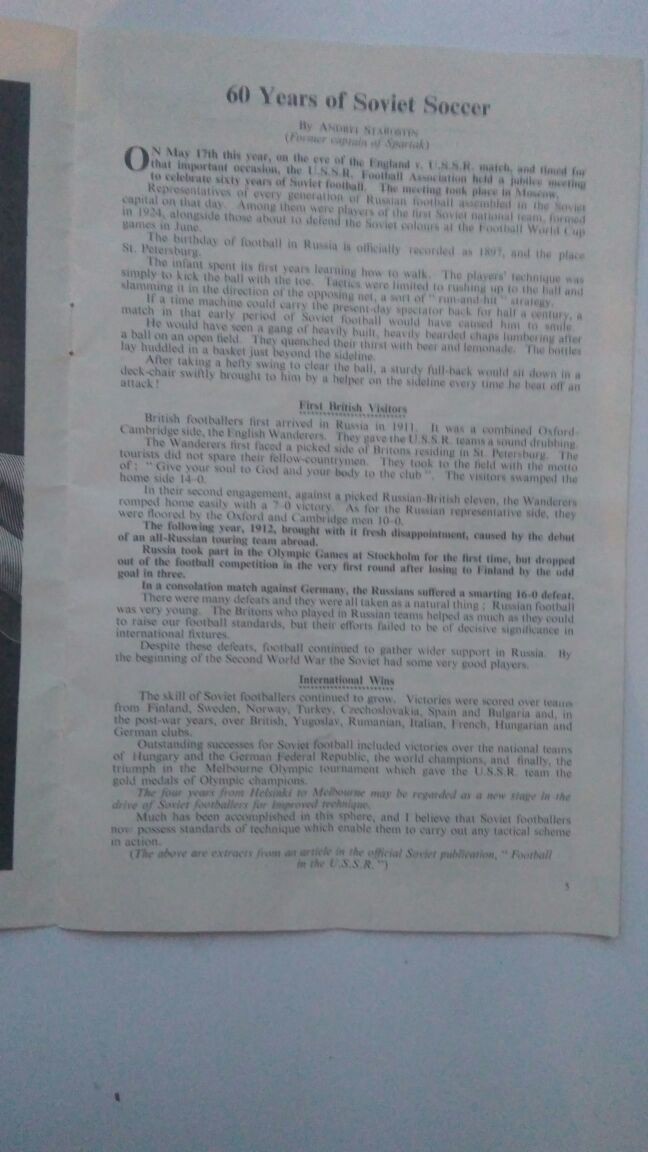 60 Years of Soviet Soccer
By ANDREI STAROSTIN
(Former captain of Spartak)
ON May 17th this year, on the eve of the England v. U.S.S.R. match, and timed for
that important occasion, the U.S.S.R. Football Association held a jubilee meeting
to celebrate sixty years of Soviet football. The meeting took place in Moscow.
Representatives of every generation of Russian football assembled in the Soviet
capital on that day. Among them were players of the first Soviet national team, formed
in 1924, alongside those about to defend the Soviet colours at the Football World Cup
games in June.
The birthday of football in Russia is officially recorded as 1897, and the place
St. Petersburg.
The infant spent its first years learning how to walk. The players' technique was
simply to kick the ball with the toe. Tactics were limited to rushing up to the ball and
slamming it in the direction of the opposing net, a sort of " run-and-hit " strategy.
If a time machine could carry the present-day spectator back for half a century, a
match in that early period of Soviet football would have caused him to smile.
He would have seen a gang of heavily built, heavily bearded chaps lumbering after
a ball on an open field. They quenched their thirst with beer and lemonade. The bottles
lay huddled in a basket just beyond the sideline.
After taking a hefty swing to clear the ball, a sturdy full-back would sit down in a
deck-chair swiftly brought to him by a helper on the sideline every time he beat off an
attack !
First British Visitors
British footballers first arrived in Russia in 1911. It was a combined Oxford-
Cambridge side, the English Wanderers. They gave the U.S.S.R. teams a sound drubbing.
The Wanderers first faced a picked side of Britons residing in St. Petersburg. The
tourists did not spare their fellow-countrymen. They took to the field with the motto
of : " Give your soul to God and your body to the club ". The visitors swamped the
home side 14-0.
In their second engagement, against a picked Russian-British eleven, the Wanderers
romped home easily with a 7-0 victory. As for the Russian representative side, they
were floored by the Oxford and Cambridge men 10-0.
The following year, 1912, brought with it fresh disappointment, caused by the debut
of an all-Russian touring team abroad.
Russia took part in the Olympic Games at Stockholm for the first time, but dropped
out of the football competition in the very first round after losing to Finland by the odd
goal in three.
In a consolation match against Germany, the Russians suffered a smarting 16-0 defeat.
There were many defeats and they were all taken as a natural thing ; Russian football
was very young. The Britons who played in Russian teams helped as much as they could
to raise our football standards, but their efforts failed to be of decisive significance in
international fixtures.
Despite these defeats, football continued to gather wider support in Russia. By
the beginning of the Second World War the Soviet had some very good players.
International Wins
The skill of Soviet footballers continued to grow. Victories were scored over teams
from Finland, Sweden, Norway, Turkey, Czechoslovakia, Spain and Bulgaria and, in
the post-war years, over British, Yugoslav, Rumanian, Italian, French, Hungarian and
German clubs.
Outstanding successes for Soviet football included victories over the national teams
of Hungary and the German Federal Republic, the world champions, and finally, the
triumph in the Melbourne Olympic tournament which gave the U.S.S.R. team the
gold medals of Olympic champions.
The four years from Helsinki to Melbourne may be regarded as a new stage in the
drive of Soviet footballers for improved technique.
Much has been accomplished in this sphere, and I believe that Soviet footballers
now possess standards of technique which enable them to carry out any tactical scheme
in action.
(The above are extracts from an article in the official Soviet publication, " Football
in the U.S.S.R. ")
5